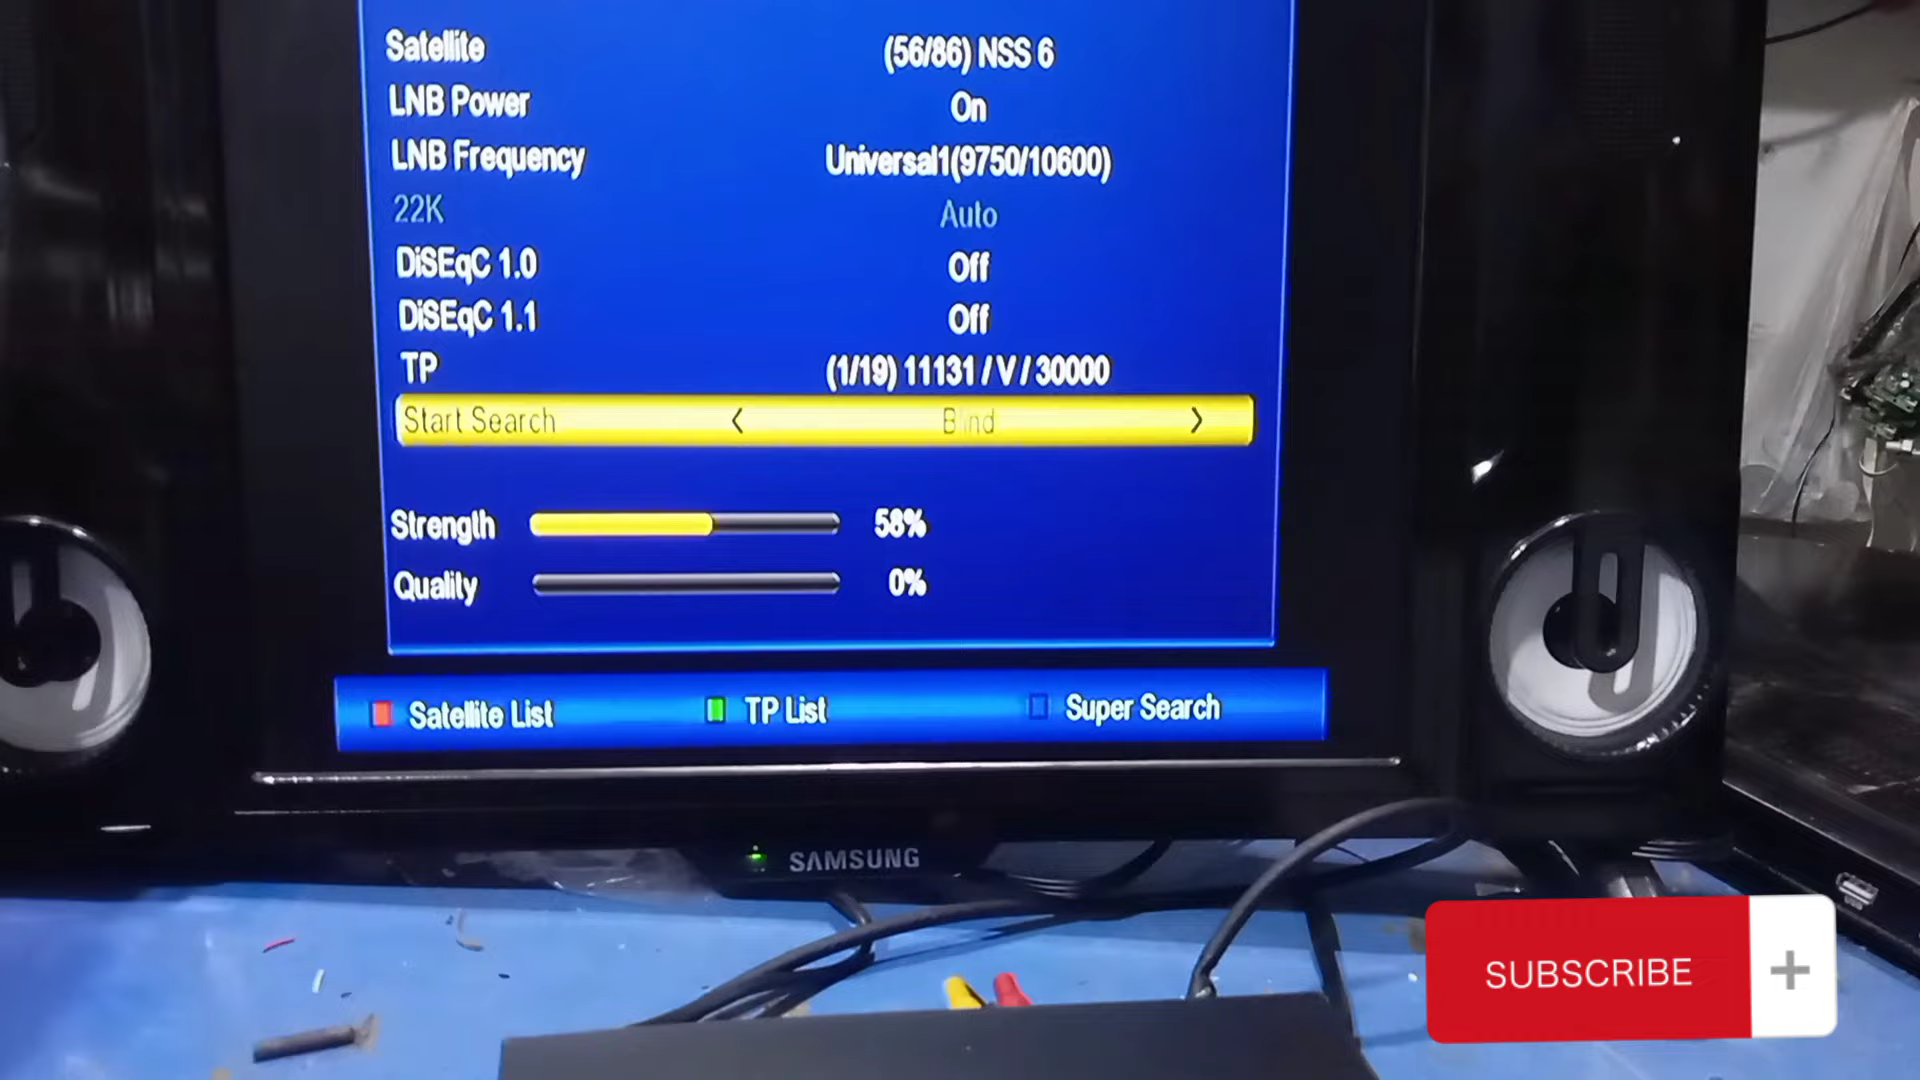 Satellite (56/86) NSS 6
LNB Power On
LNB Frequency Universal1(9750/10600)
22K Auto
DiSEqC 1.0 Off
DiSEqC 1.1 Off
TP (1/19) 11131 / V / 30000
Start Search < Blind >
Strength 58%
Quality 0%
Satellite List TP List Super Search
SAMSUNG
SUBSCRIBE +